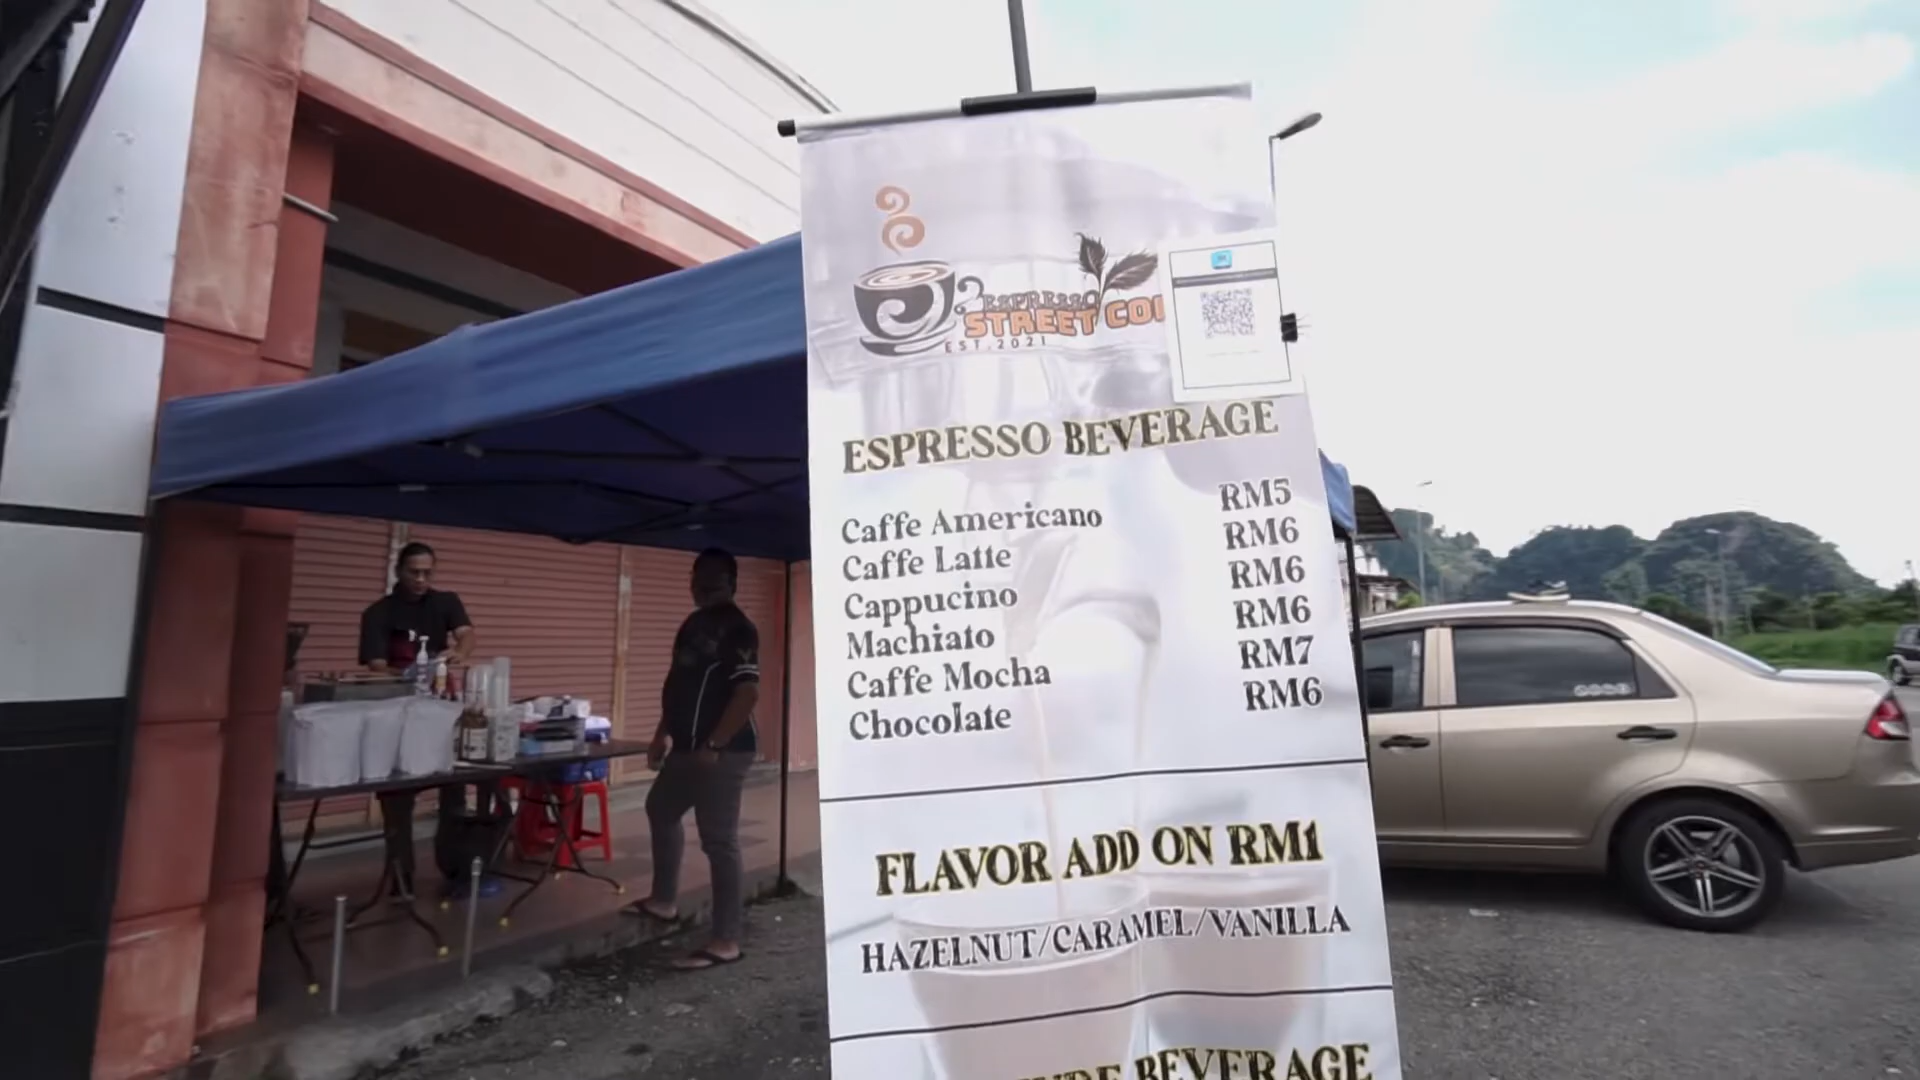 ESPRESSO
STREET
EST. 2021
ESPRESSO BEVERAGE
Caffe Americano RM5
Caffe Latte RM6
Cappucino RM6
Machiato RM6
Caffe Mocha RM7
Chocolate RM6
FLAVOR ADD ON RM1
HAZELNUT/CARAMEL/VANILLA
BEVERAGE